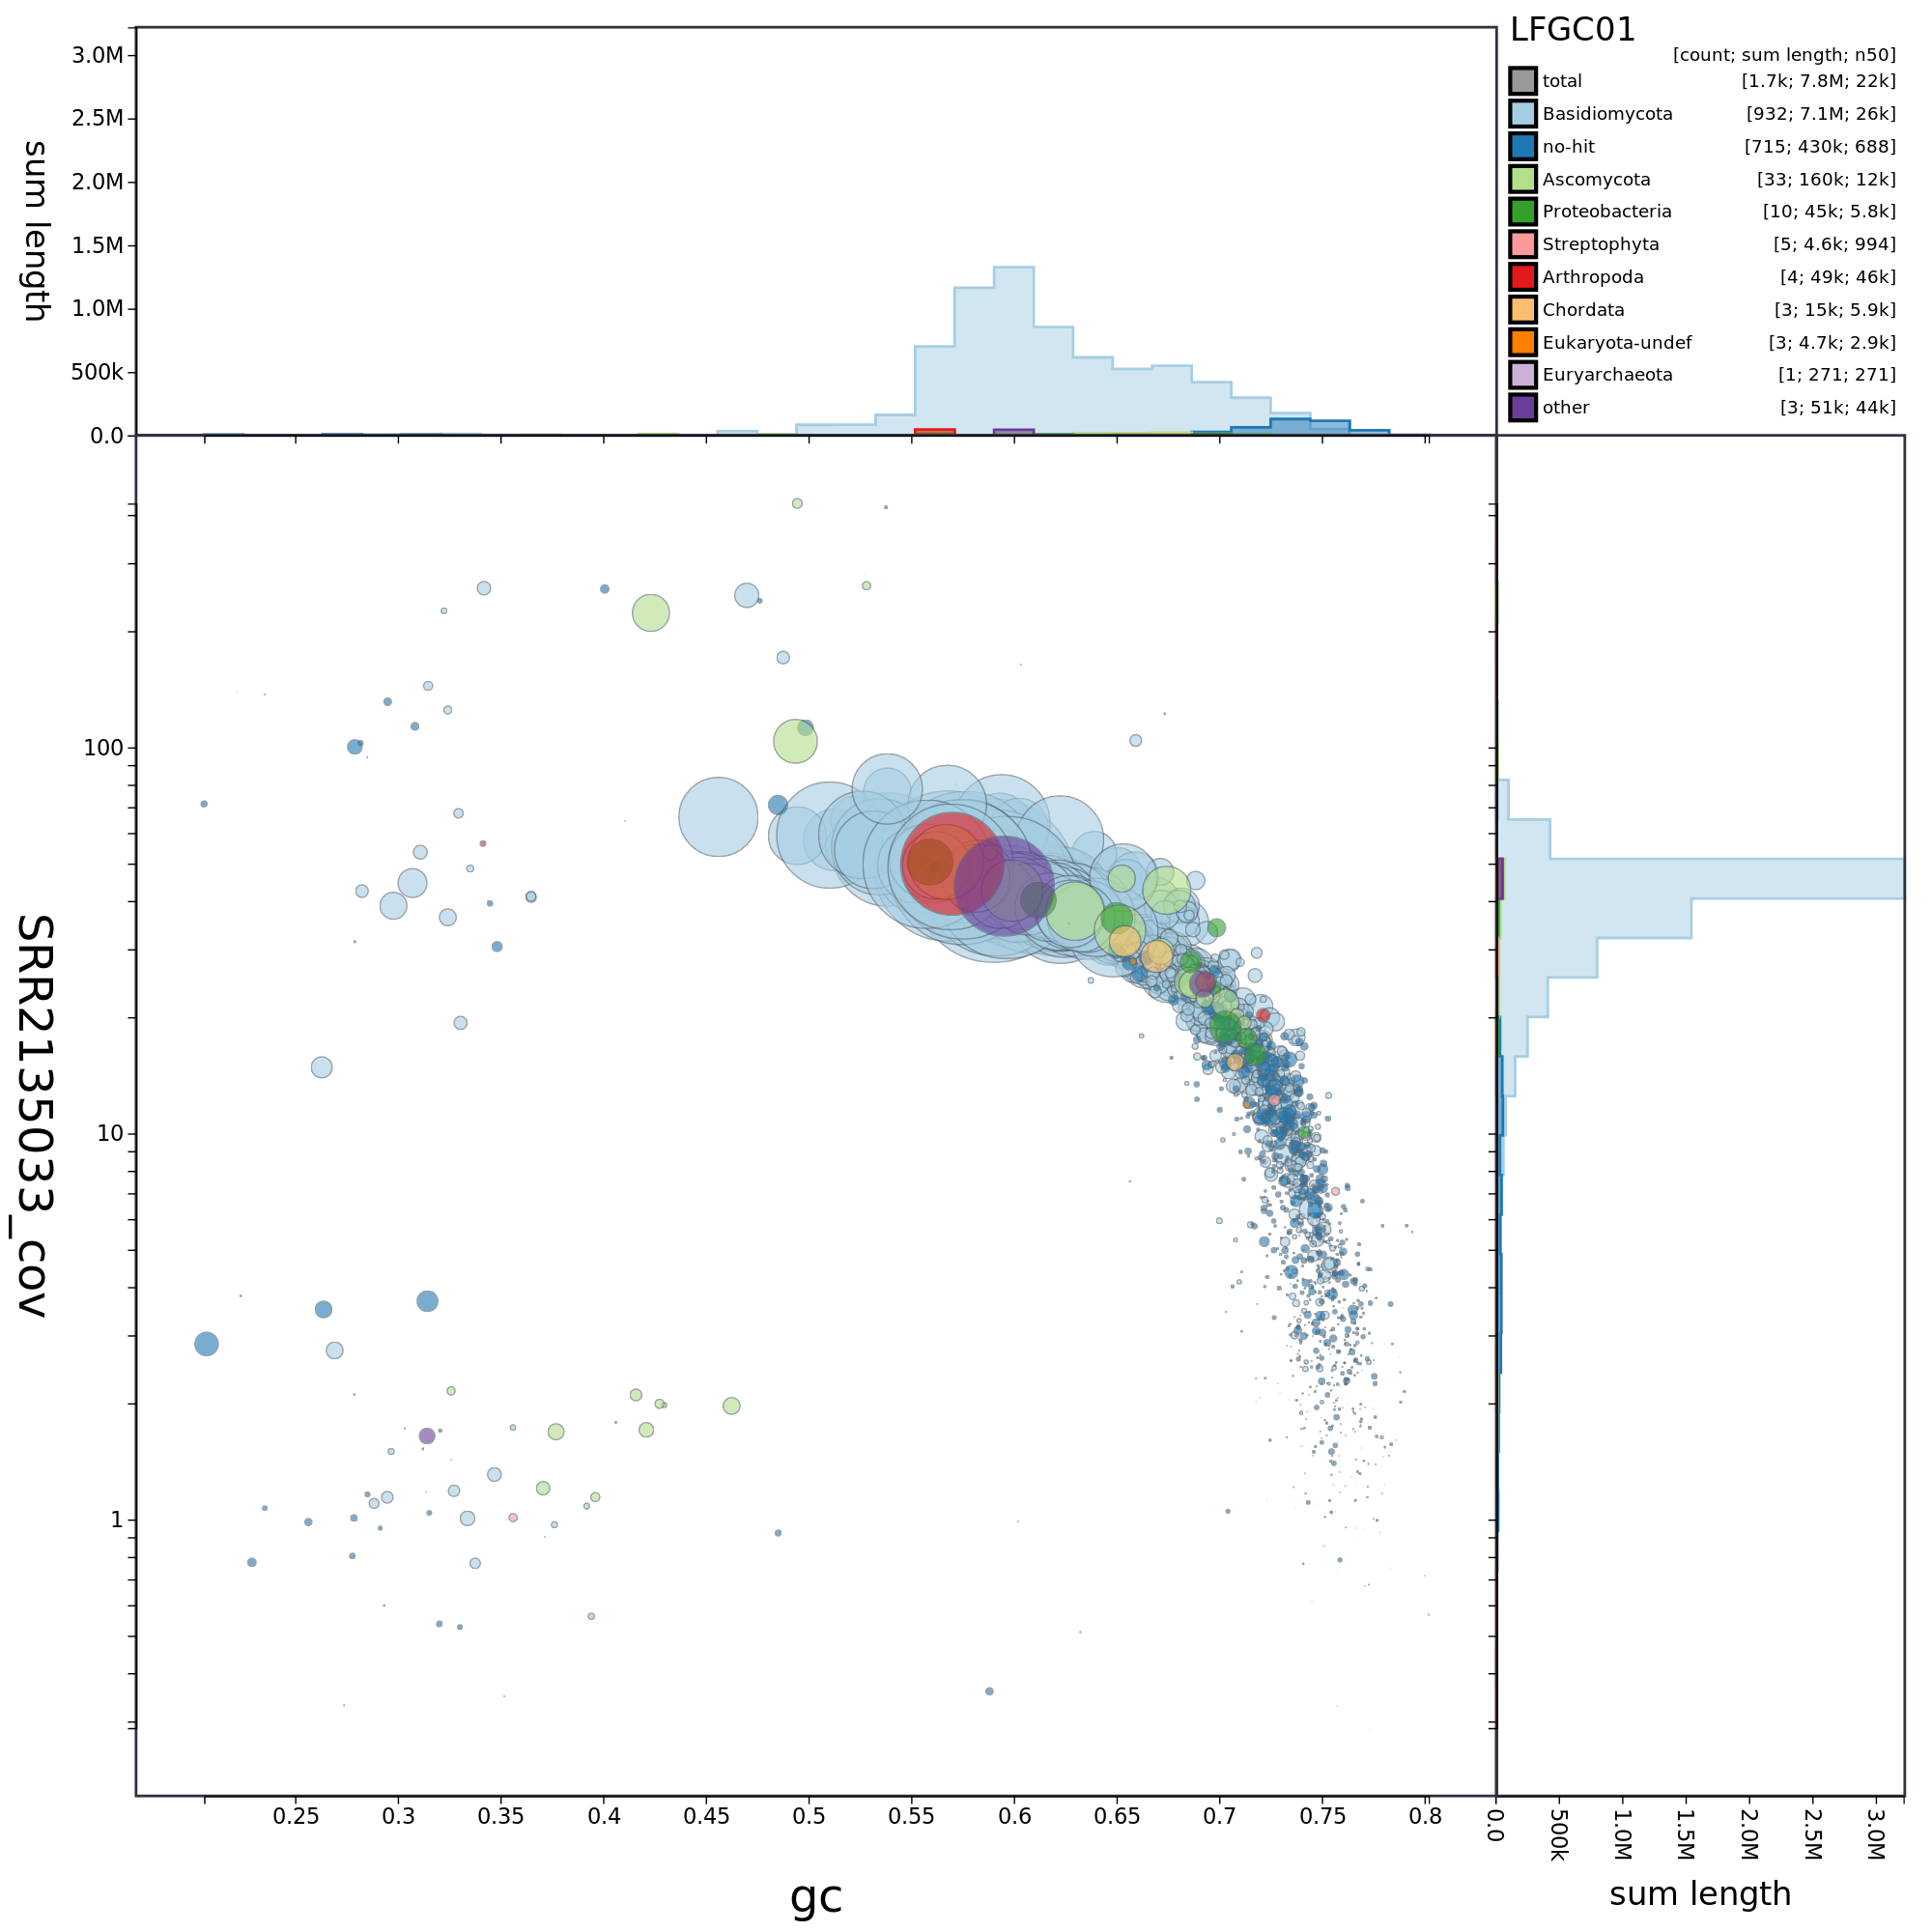 LFGC01
[count; sum length; n50]
total [1.7k; 7.8M; 22k]
Basidiomycota [932; 7.1M; 26k]
no-hit [715; 430k; 688]
Ascomycota [33; 160k; 12k]
Proteobacteria [10; 45k; 5.8k]
Streptophyta [5; 4.6k; 994]
Arthropoda [4; 49k; 46k]
Chordata [3; 15k; 5.9k]
Eukaryota-undef [3; 4.7k; 2.9k]
Euryarchaeota [1; 271; 271]
other [3; 51k; 44k]
sum length
3.0M
2.5M
2.0M
1.5M
1.0M
500k
0.0
SRR2135033_cov
100
10
1
0.25 0.3 0.35 0.4 0.45 0.5 0.55 0.6 0.65 0.7 0.75 0.8
gc
0.0 500k 1.0M 1.5M 2.0M 2.5M 3.0M
sum length